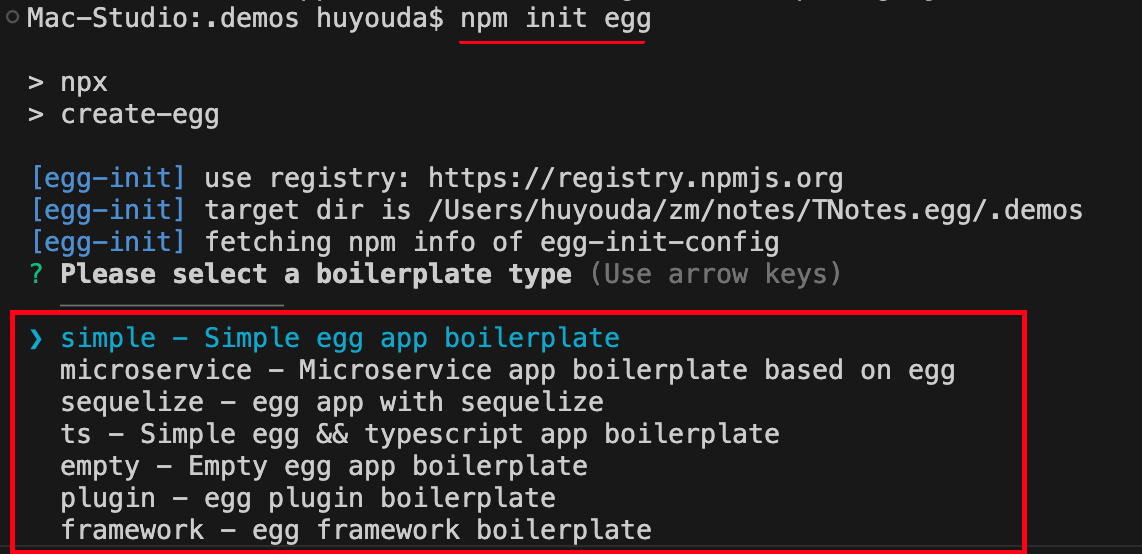 Mac-Studio:.demos huyouda$ npm init egg
> npx
> create-egg
[egg-init] use registry: https://registry.npmjs.org
[egg-init] target dir is /Users/huyouda/zm/notes/TNotes.egg/.demos
[egg-init] fetching npm info of egg-init-config
? Please select a boilerplate type (Use arrow keys)
❯ simple - Simple egg app boilerplate
microservice - Microservice app boilerplate based on egg
sequelize - egg app with sequelize
ts - Simple egg && typescript app boilerplate
empty - Empty egg app boilerplate
plugin - egg plugin boilerplate
framework - egg framework boilerplate